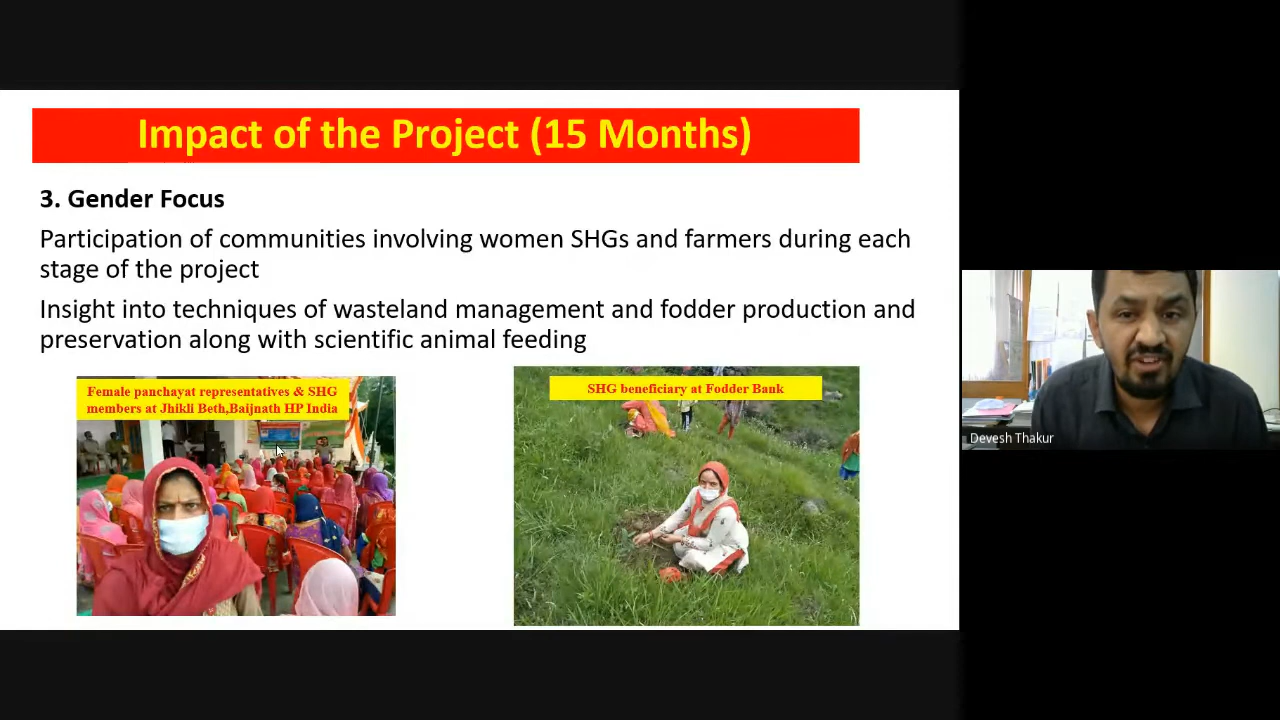 Impact of the Project (15 Months)
3. Gender Focus
Participation of communities involving women SHGs and farmers during each
stage of the project
Insight into techniques of wasteland management and fodder production and
preservation along with scientific animal feeding
Female panchayat representatives & SHG
members at Jhikli Beth,Baijnath HP India
SHG beneficiary at Fodder Bank
Devesh Thakur